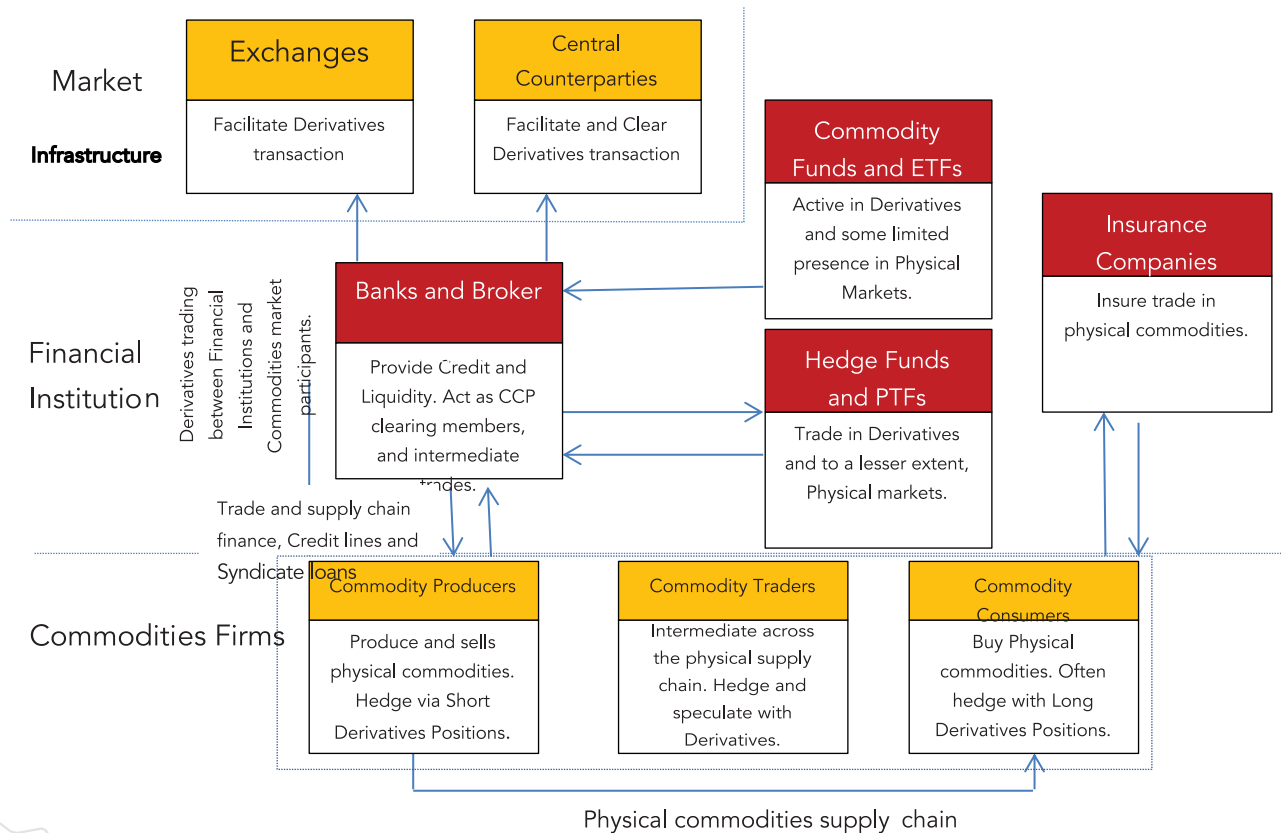 Market
Infrastructure
Exchanges
Facilitate Derivatives
transaction
Central
Counterparties
Facilitate and Clear
Derivatives transaction
Commodity
Funds and ETFs
Active in Derivatives
and some limited
presence in Physical
Markets.
Insurance
Companies
Insure trade in
physical commodities.
Financial
Institution
Derivatives trading
between Financial
Institutions and
Commodities market
participants.
Banks and Broker
Provide Credit and
Liquidity. Act as CCP
clearing members,
and intermediate
trades.
Hedge Funds
and PTFs
Trade in Derivatives
and to a lesser extent,
Physical markets.
Trade and supply chain
finance, Credit lines and
Syndicate loans
Commodities Firms
Commodity Producers
Produce and sells
physical commodities.
Hedge via Short
Derivatives Positions.
Commodity Traders
Intermediate across
the physical supply
chain. Hedge and
speculate with
Derivatives.
Commodity
Consumers
Buy Physical
commodities. Often
hedge with Long
Derivatives Positions.
Physical commodities supply chain